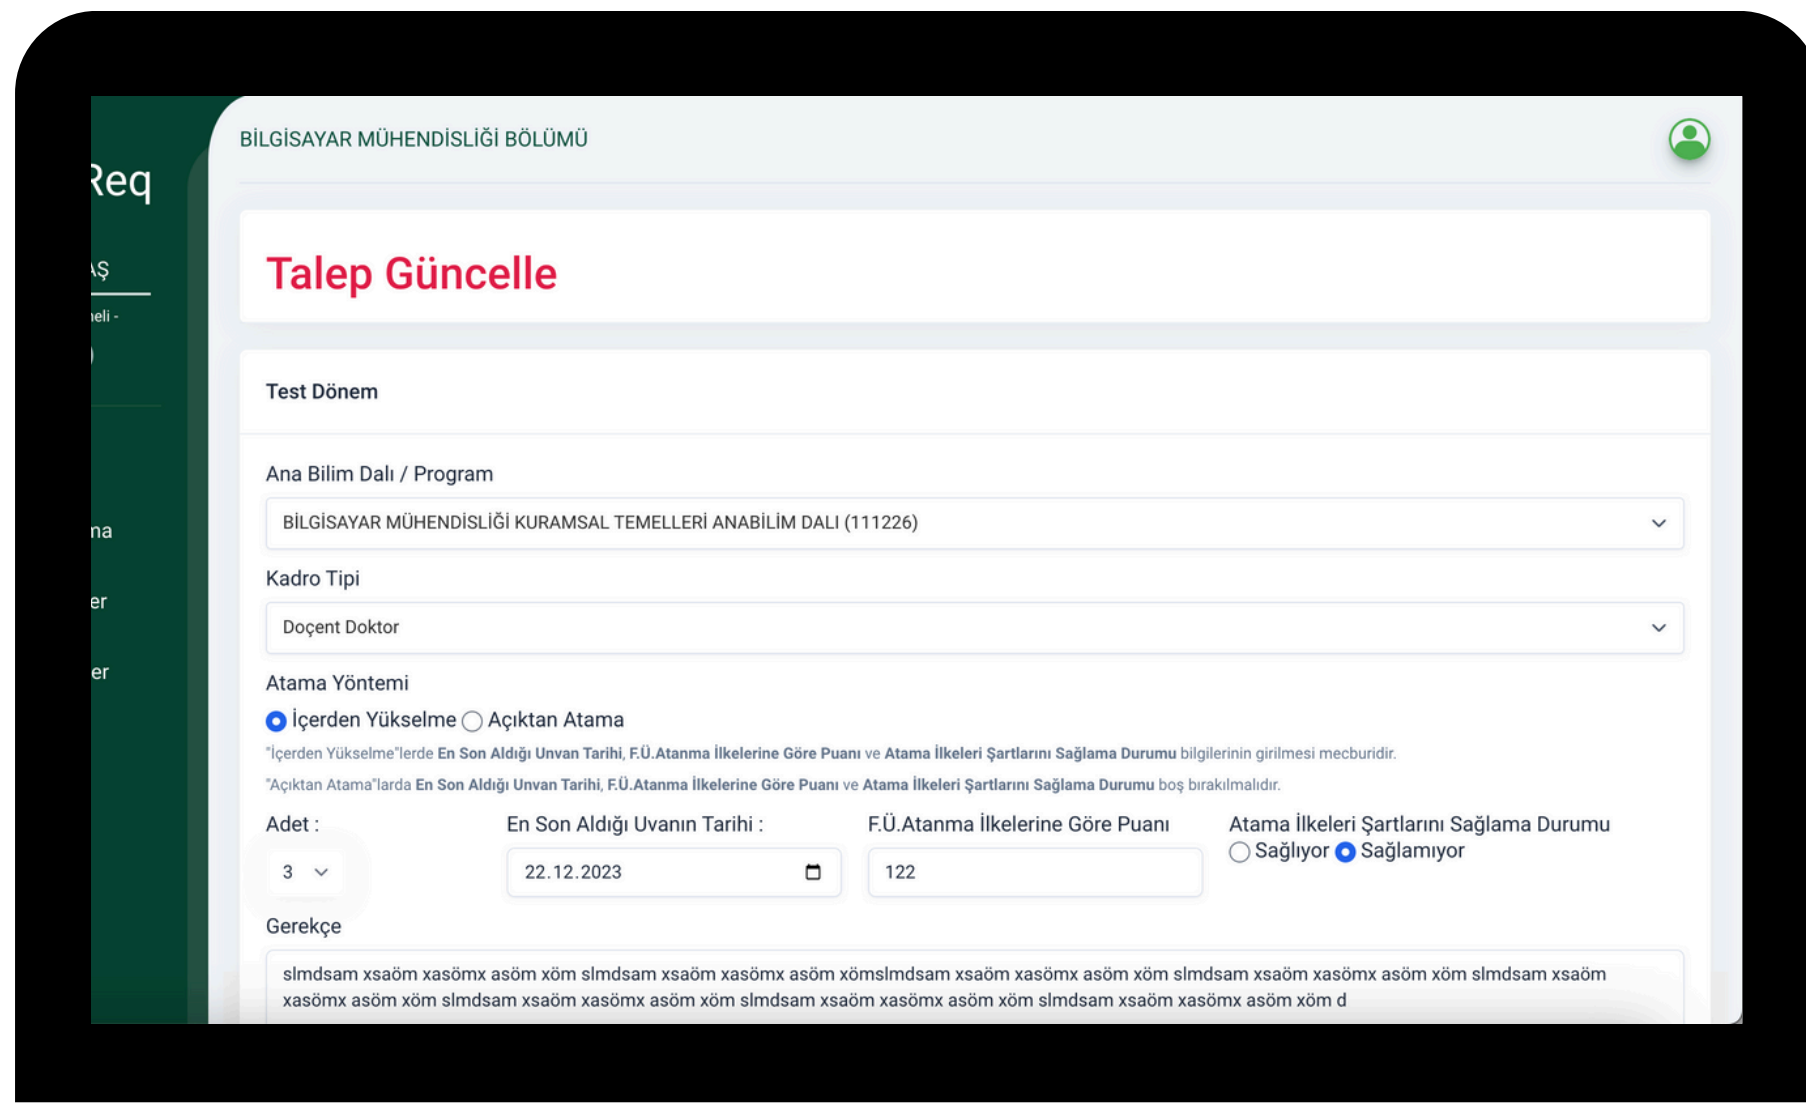 BİLGİSAYAR MÜHENDİSLİĞİ BÖLÜMÜ
Req
AŞ
neli -
)
ma
er
er
Talep Güncelle
Test Dönem
Ana Bilim Dalı / Program
BİLGİSAYAR MÜHENDİSLİĞİ KURAMSAL TEMELLERİ ANABİLİM DALI (111226)
Kadro Tipi
Doçent Doktor
Atama Yöntemi
İçerden Yükselme Açıktan Atama
"İçerden Yükselme"lerde En Son Aldığı Unvan Tarihi, F.Ü.Atanma İlkelerine Göre Puanı ve Atama İlkeleri Şartlarını Sağlama Durumu bilgilerinin girilmesi mecburidir.
"Açıktan Atama"larda En Son Aldığı Unvan Tarihi, F.Ü.Atanma İlkelerine Göre Puanı ve Atama İlkeleri Şartlarını Sağlama Durumu boş bırakılmalıdır.
Adet : En Son Aldığı Uvanın Tarihi : F.Ü.Atanma İlkelerine Göre Puanı Atama İlkeleri Şartlarını Sağlama Durumu
Sağlıyor Sağlamıyor
3 22.12.2023 122
Gerekçe
slmdsam xsaöm xasömx asöm xöm slmdsam xsaöm xasömx asöm xömslmdsam xsaöm xasömx asöm xöm slmdsam xsaöm xasömx asöm xöm slmdsam xsaöm
xasömx asöm xöm slmdsam xsaöm xasömx asöm xöm slmdsam xsaöm xasömx asöm xöm slmdsam xsaöm xasömx asöm xöm d